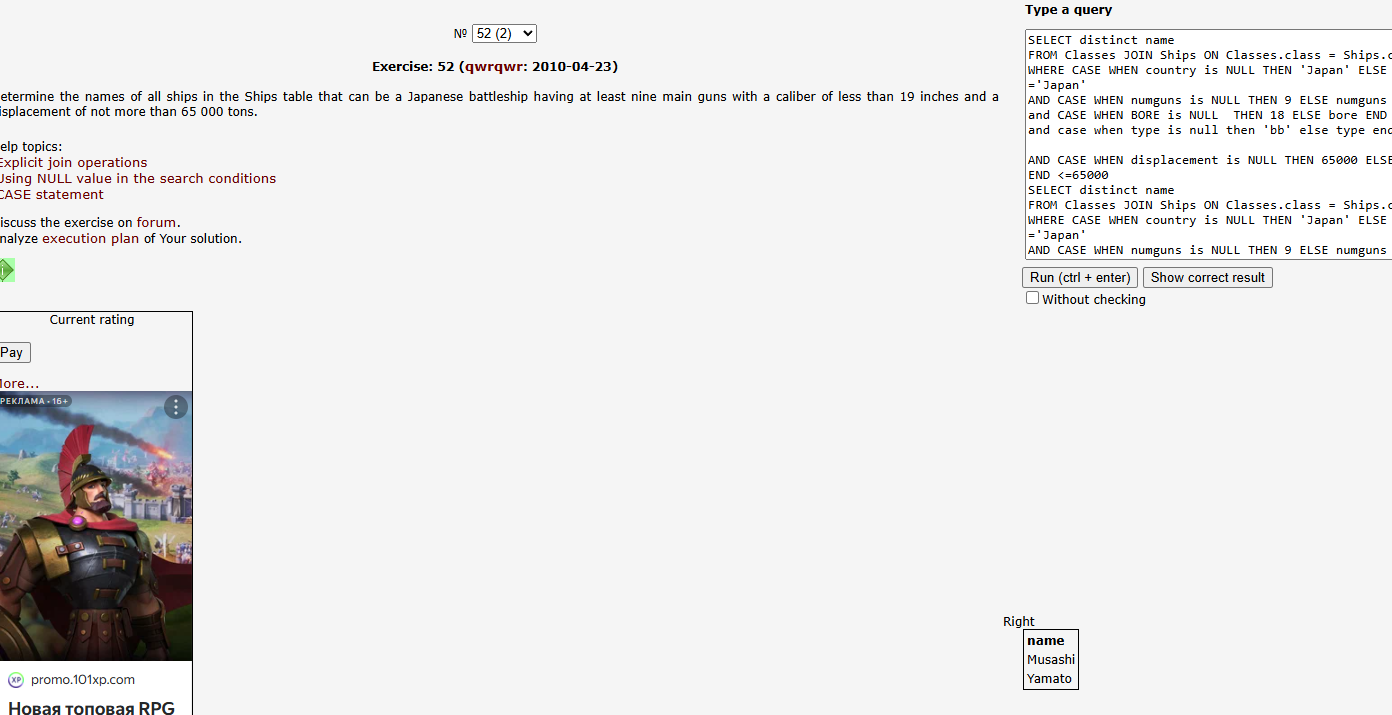 № 52 (2)
Exercise: 52 (qwrqwr: 2010-04-23)
etermine the names of all ships in the Ships table that can be a Japanese battleship having at least nine main guns with a caliber of less than 19 inches and a
isplacement of not more than 65 000 tons.
elp topics:
Explicit join operations
Using NULL value in the search conditions
CASE statement
iscuss the exercise on forum.
nalyze execution plan of Your solution.
Current rating
Pay
More...
РЕКЛАМА • 16+
XP promo.101xp.com
Новая топовая RPG
Type a query
SELECT distinct name
FROM Classes JOIN Ships ON Classes.class = Ships.c
WHERE CASE WHEN country is NULL THEN 'Japan' ELSE
='Japan'
AND CASE WHEN numguns is NULL THEN 9 ELSE numguns
and CASE WHEN BORE is NULL  THEN 18 ELSE bore END
and case when type is null then 'bb' else type end
AND CASE WHEN displacement is NULL THEN 65000 ELSE
END <=65000
SELECT distinct name
FROM Classes JOIN Ships ON Classes.class = Ships.c
WHERE CASE WHEN country is NULL THEN 'Japan' ELSE
='Japan'
AND CASE WHEN numguns is NULL THEN 9 ELSE numguns
Run (ctrl + enter) Show correct result
Without checking
Right
name
Musashi
Yamato